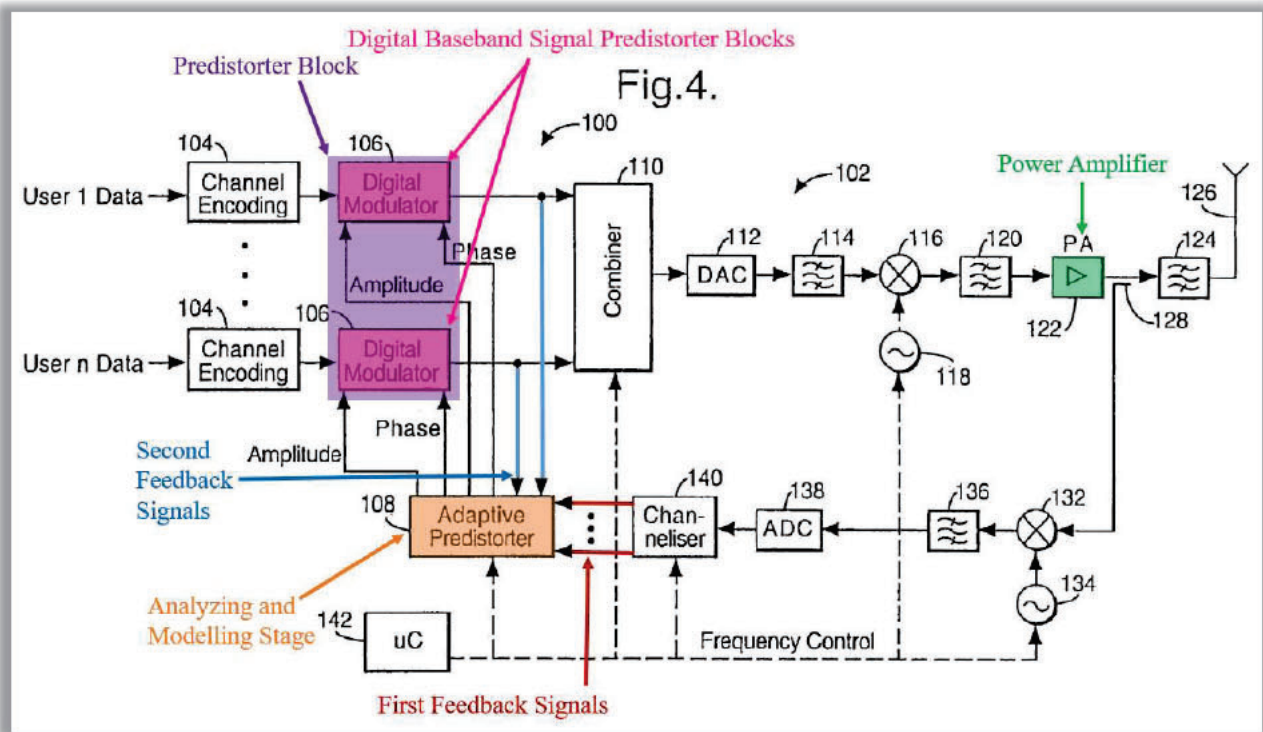 Digital Baseband Signal Predistorter Blocks
Predistorter Block
Fig.4.
100
104
106
110
102
Power Amplifier
126
User 1 Data
Channel
Encoding
Digital
Modulator
Phase
Amplitude
Combiner
112
DAC
114
116
120
PA
122
124
128
118
104
106
User n Data
Channel
Encoding
Digital
Modulator
Phase
Amplitude
Second
Feedback
Signals
108
Adaptive
Predistorter
140
Chan-
neliser
138
ADC
136
132
134
Analyzing and
Modelling Stage
142
uC
Frequency Control
First Feedback Signals